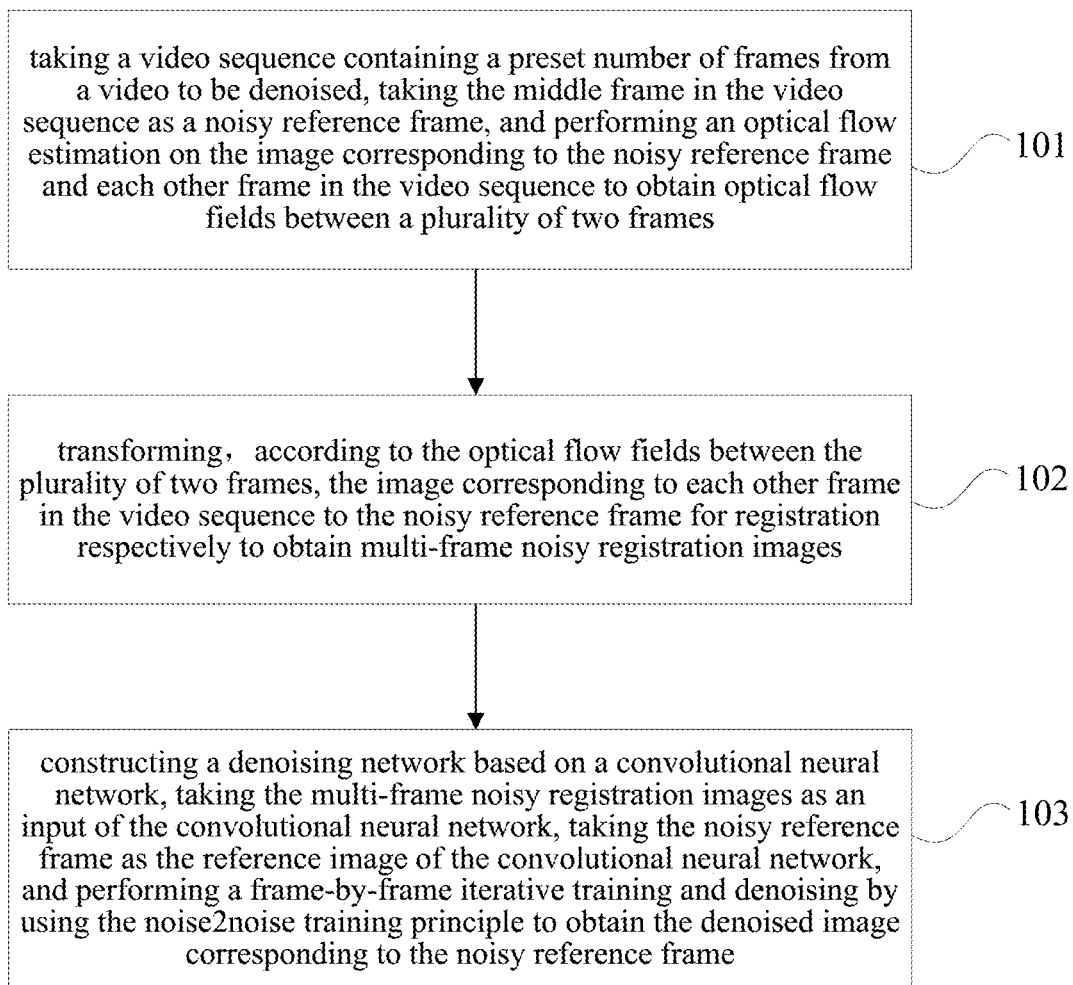 taking a video sequence containing a preset number of frames from
a video to be denoised, taking the middle frame in the video
sequence as a noisy reference frame, and performing an optical flow
estimation on the image corresponding to the noisy reference frame
and each other frame in the video sequence to obtain optical flow
fields between a plurality of two frames
101
transforming, according to the optical flow fields between the
plurality of two frames, the image corresponding to each other frame
in the video sequence to the noisy reference frame for registration
respectively to obtain multi-frame noisy registration images
102
constructing a denoising network based on a convolutional neural
network, taking the multi-frame noisy registration images as an
input of the convolutional neural network, taking the noisy reference
frame as the reference image of the convolutional neural network,
and performing a frame-by-frame iterative training and denoising by
using the noise2noise training principle to obtain the denoised image
corresponding to the noisy reference frame
103